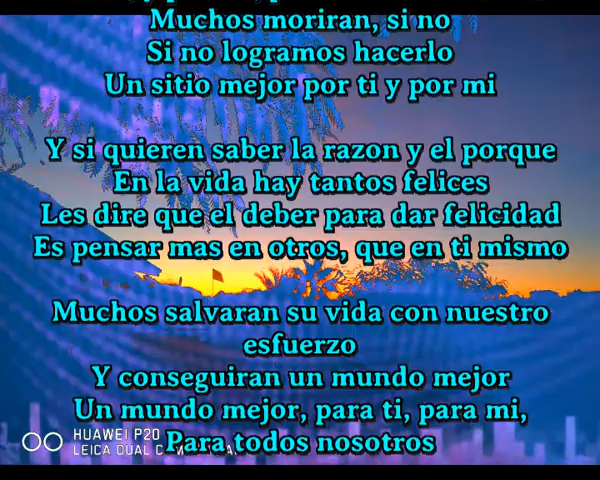 Muchos moriran, si no
Si no logramos hacerlo
Un sitio mejor por ti y por mi
Y si quieren saber la razon y el porque
En la vida hay tantos felices
Les dire que el deber para dar felicidad
Es pensar mas en otros, que en ti mismo
Muchos salvaran su vida con nuestro
esfuerzo
Y conseguiran un mundo mejor
Un mundo mejor, para ti, para mi,
Para todos nosotros
HUAWEI P20
LEICA DUAL